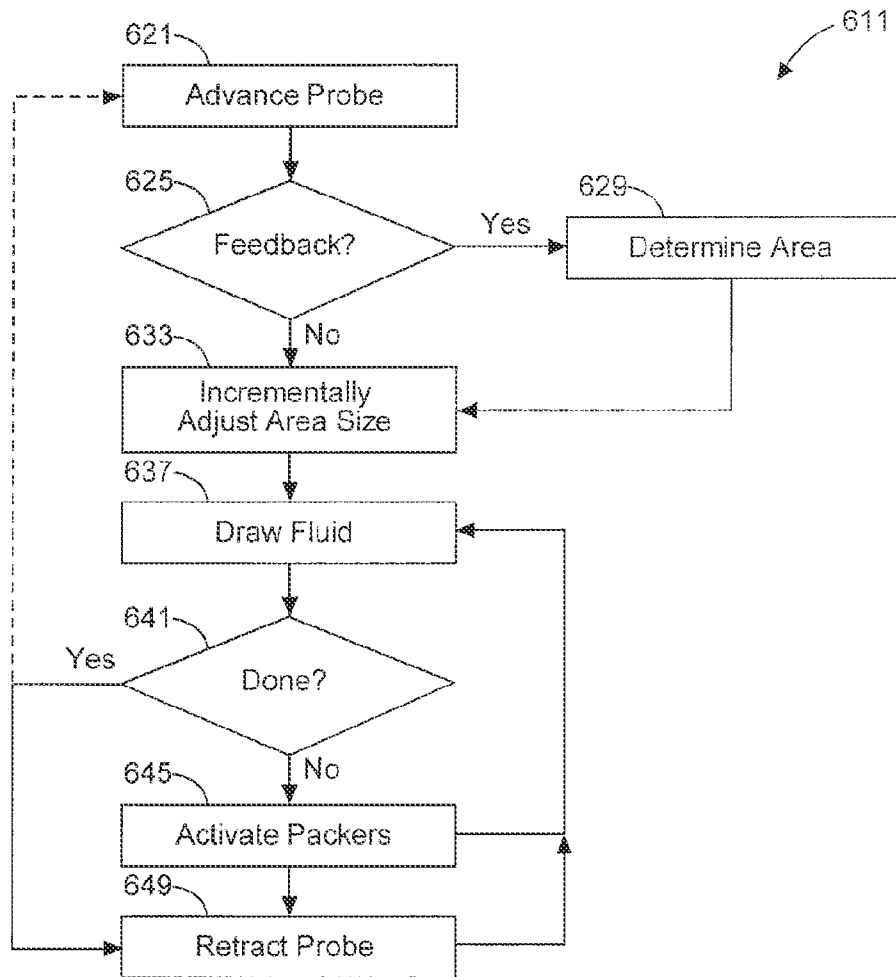 621
611
Advance Probe
625
629
Feedback?
Yes
Determine Area
No
633
Incrementally
Adjust Area Size
637
Draw Fluid
641
Yes
Done?
No
645
Activate Packers
649
Retract Probe